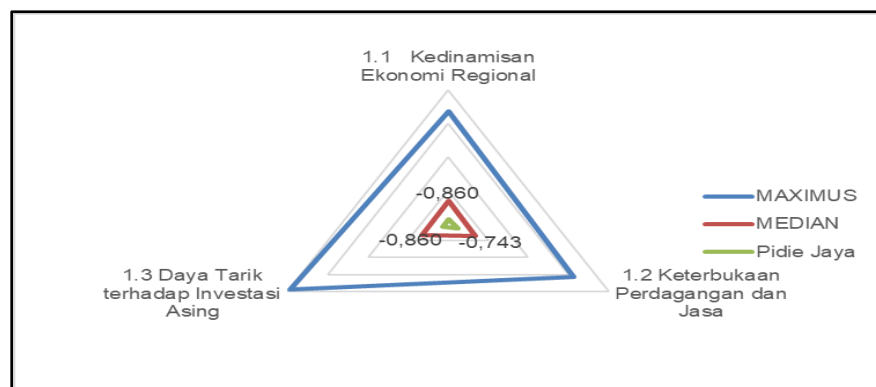 1.1 Kedinamisan
Ekonomi Regional
-0,860
-0,860
-0,743
MAXIMUS
MEDIAN
Pidie Jaya
1.3 Daya Tarik
terhadap Investasi
Asing
1.2 Keterbukaan
Perdagangan dan
Jasa